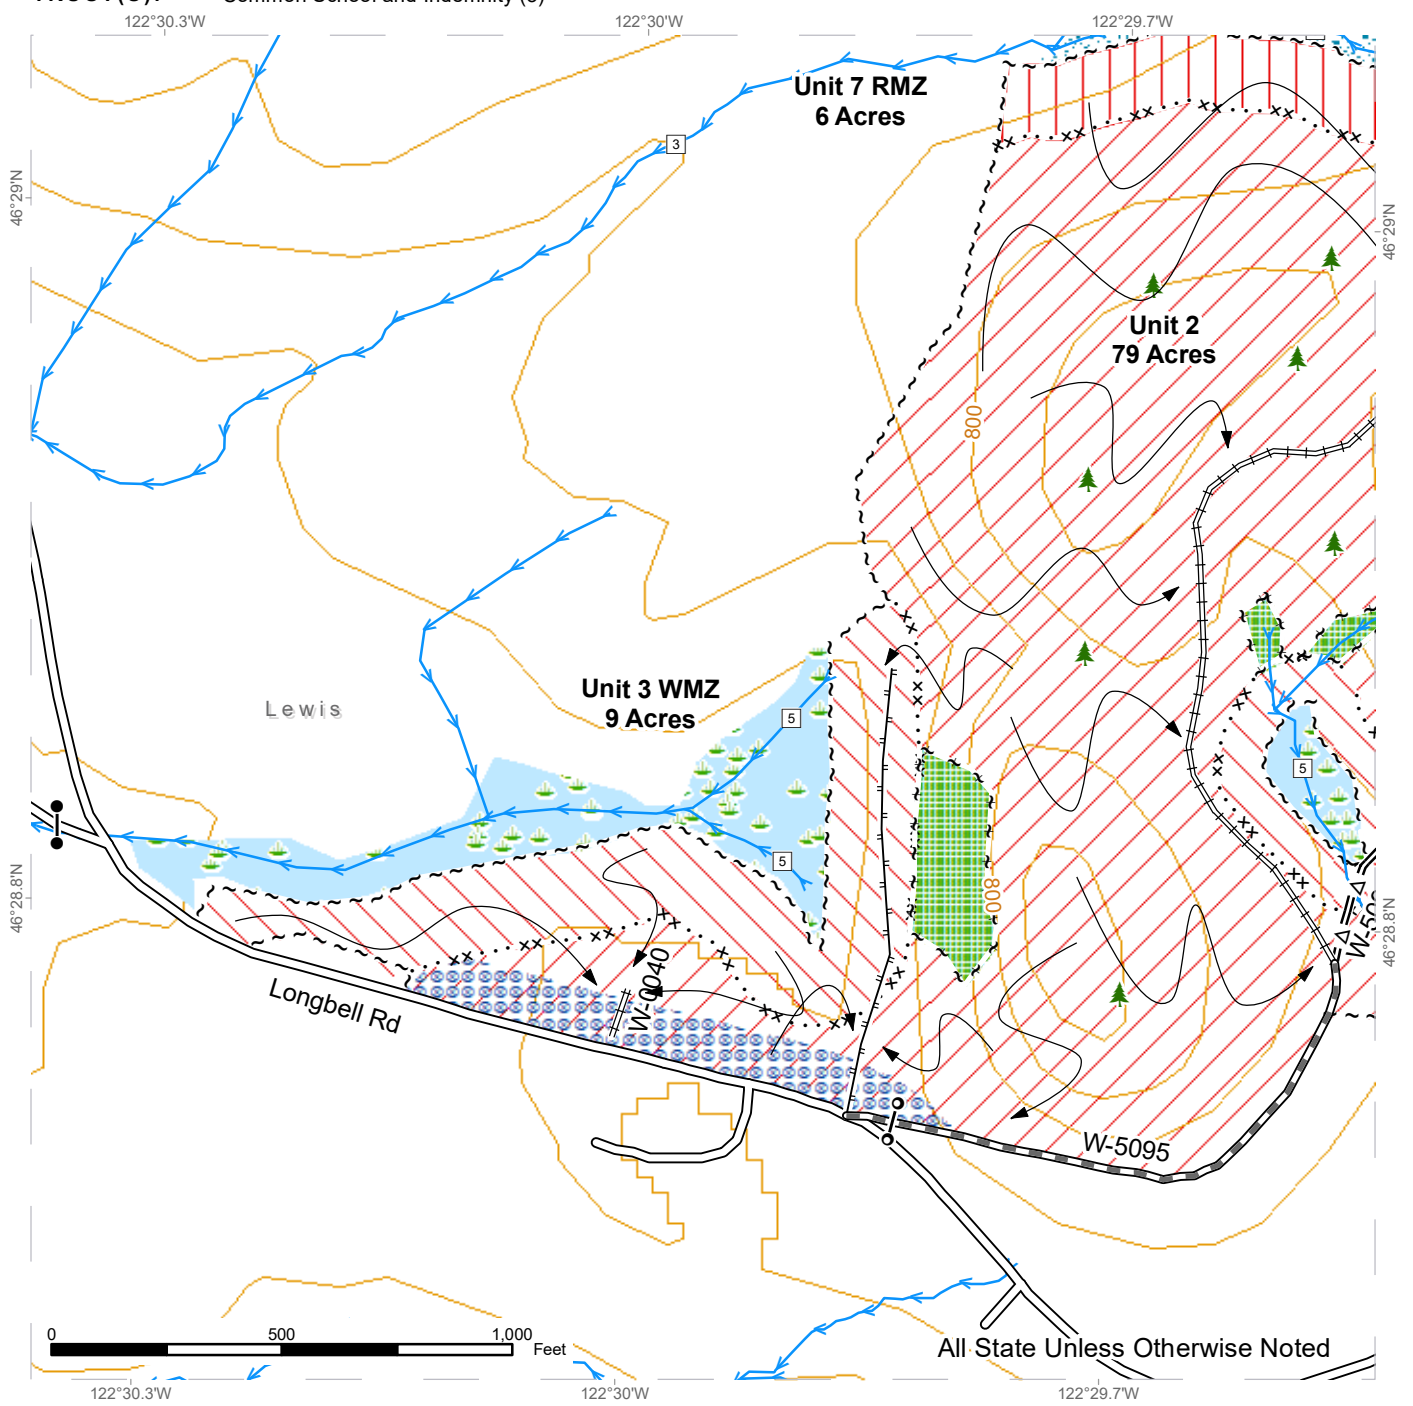 122°30.3'W 122°30'W 122°29.7'W
Unit 7 RMZ
6 Acres
3
46°29'N
46°29'N
Unit 2
79 Acres
800
Unit 3 WMZ
9 Acres
Lewis
5
5
5
800
46°28.8'N
46°28.8'N
W-0040
Longbell Rd
W-5095
0 500 1,000
Feet
All State Unless Otherwise Noted
122°30.3'W 122°30'W 122°29.7'W